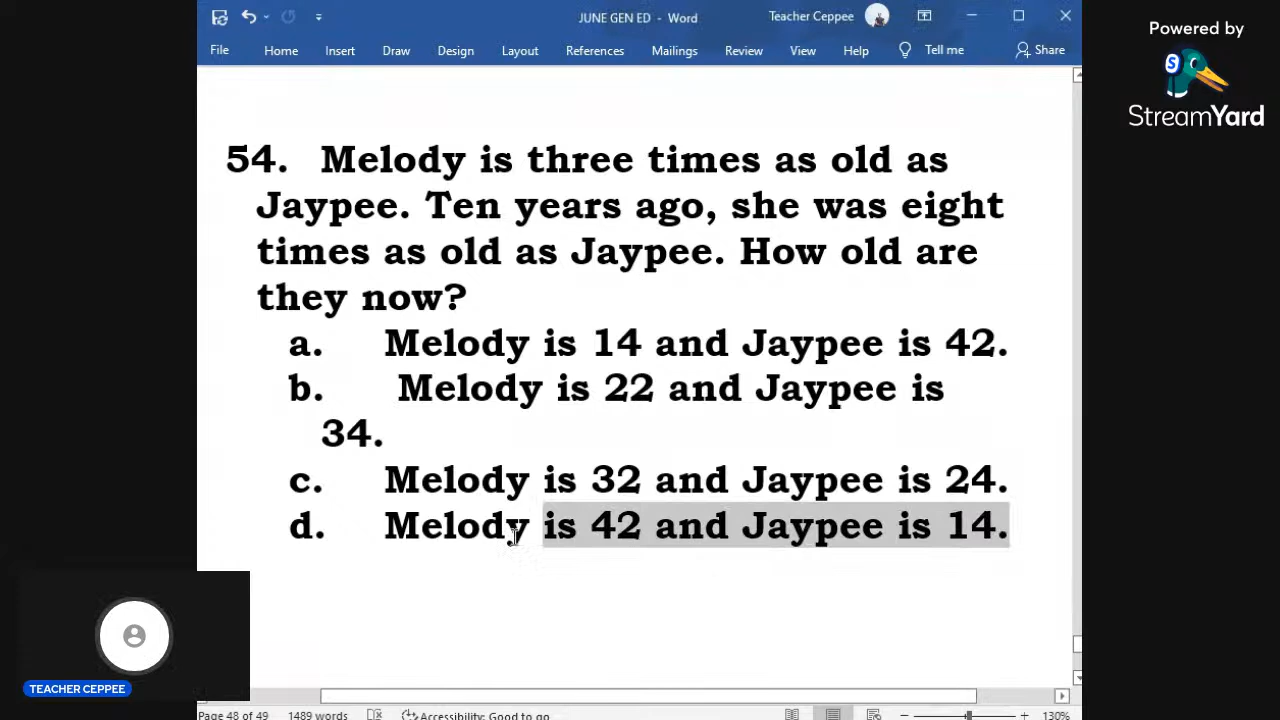 JUNE GEN ED - Word
Teacher Ceppee
File Home Insert Draw Design Layout References Mailings Review View Help Tell me Share
Powered by
S
StreamYard
54. Melody is three times as old as
Jaypee. Ten years ago, she was eight
times as old as Jaypee. How old are
they now?
a. Melody is 14 and Jaypee is 42.
b. Melody is 22 and Jaypee is
34.
c. Melody is 32 and Jaypee is 24.
d. Melody is 42 and Jaypee is 14.
TEACHER CEPPEE
Page 48 of 49 1489 words Accessibility: Good to go 130%